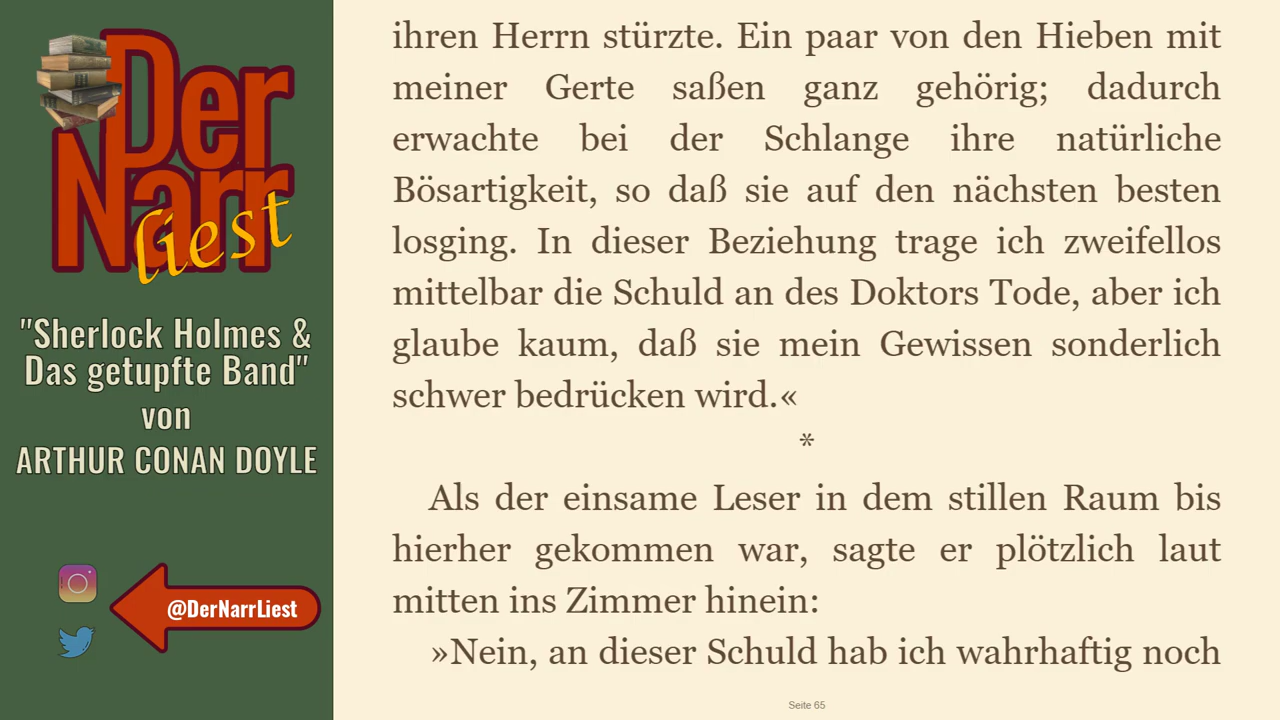 Der
Narr
liest
"Sherlock Holmes &
Das getupfte Band"
von
ARTHUR CONAN DOYLE
@DerNarrLiest
ihren Herrn stürzte. Ein paar von den Hieben mit
meiner Gerte saßen ganz gehörig; dadurch
erwachte bei der Schlange ihre natürliche
Bösartigkeit, so daß sie auf den nächsten besten
losging. In dieser Beziehung trage ich zweifellos
mittelbar die Schuld an des Doktors Tode, aber ich
glaube kaum, daß sie mein Gewissen sonderlich
schwer bedrücken wird.«
*
Als der einsame Leser in dem stillen Raum bis
hierher gekommen war, sagte er plötzlich laut
mitten ins Zimmer hinein:
»Nein, an dieser Schuld hab ich wahrhaftig noch
Seite 65